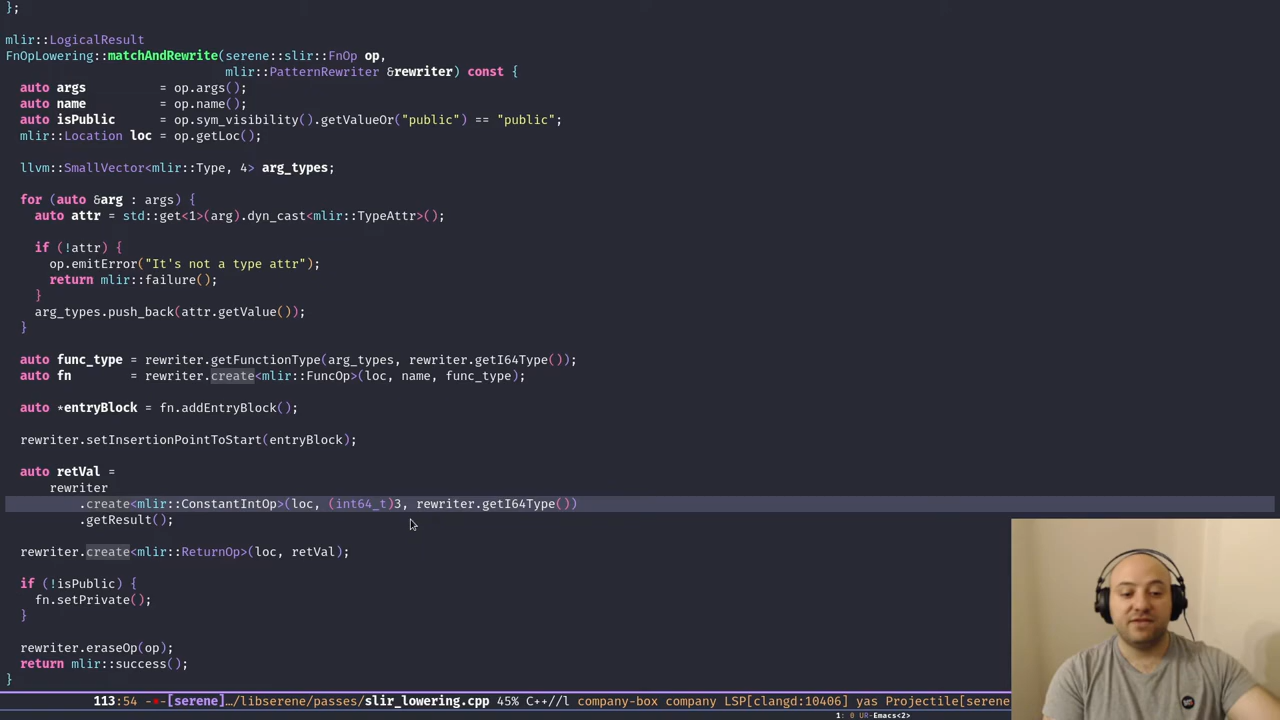 };
mlir::LogicalResult
FnOpLowering::matchAndRewrite(serene::slir::FnOp op,
mlir::PatternRewriter &rewriter) const {
auto args = op.args();
auto name = op.name();
auto isPublic = op.sym_visibility().getValueOr("public") == "public";
mlir::Location loc = op.getLoc();
llvm::SmallVector<mlir::Type, 4> arg_types;
for (auto &arg : args) {
auto attr = std::get<1>(arg).dyn_cast<mlir::TypeAttr>();
if (!attr) {
op.emitError("It's not a type attr");
return mlir::failure();
}
arg_types.push_back(attr.getValue());
}
auto func_type = rewriter.getFunctionType(arg_types, rewriter.getI64Type());
auto fn = rewriter.create<mlir::FuncOp>(loc, name, func_type);
auto *entryBlock = fn.addEntryBlock();
rewriter.setInsertionPointToStart(entryBlock);
auto retVal =
rewriter
.create<mlir::ConstantIntOp>(loc, (int64_t)3, rewriter.getI64Type())
.getResult();
rewriter.create<mlir::ReturnOp>(loc, retVal);
if (!isPublic) {
fn.setPrivate();
}
rewriter.eraseOp(op);
return mlir::success();
}
113:54 -•-[serene]…/libserene/passes/slir_lowering.cpp 45% C++//l company-box company LSP[clangd:10406] yas Projectile[serene
1: 0 UR-Emacs<2>